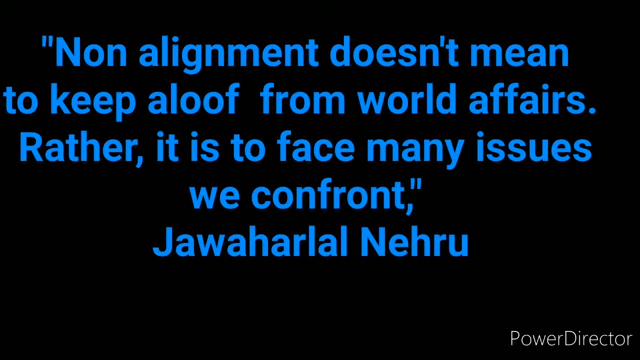 "Non alignment doesn't mean
to keep aloof  from world affairs.
Rather, it is to face many issues
we confront,"
Jawaharlal Nehru
PowerDirector